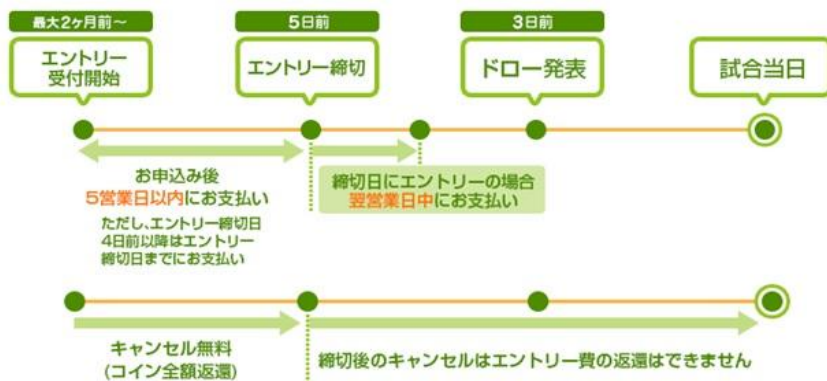 最大2ヶ月前～
5日前
3日前
エントリー
受付開始
エントリー締切
ドロー発表
試合当日
お申込み後
5営業日以内にお支払い
ただし、エントリー締切日
4日前以降はエントリー
締切日までにお支払い
締切日にエントリーの場合
翌営業日中にお支払い
キャンセル無料
(コイン全額返還)
締切後のキャンセルはエントリー費の返還はできません